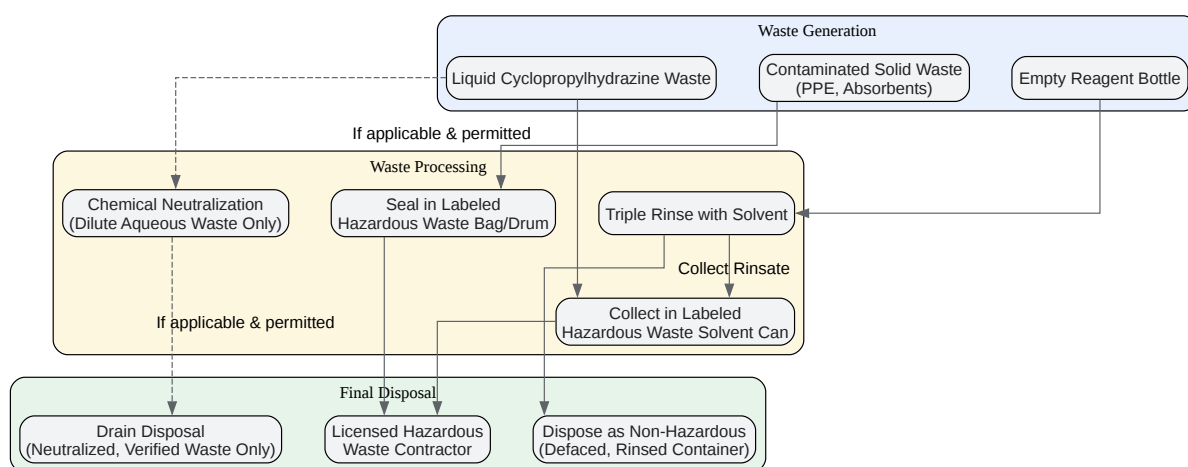 Waste Generation
Liquid Cyclopropylhydrazine Waste
Contaminated Solid Waste
(PPE, Absorbents)
Empty Reagent Bottle
If applicable & permitted
Waste Processing
Chemical Neutralization
(Dilute Aqueous Waste Only)
Seal in Labeled
Hazardous Waste Bag/Drum
Triple Rinse with Solvent
Collect Rinsate
Collect in Labeled
Hazardous Waste Solvent Can
If applicable & permitted
Final Disposal
Drain Disposal
(Neutralized, Verified Waste Only)
Licensed Hazardous
Waste Contractor
Dispose as Non-Hazardous
(Defaced, Rinsed Container)